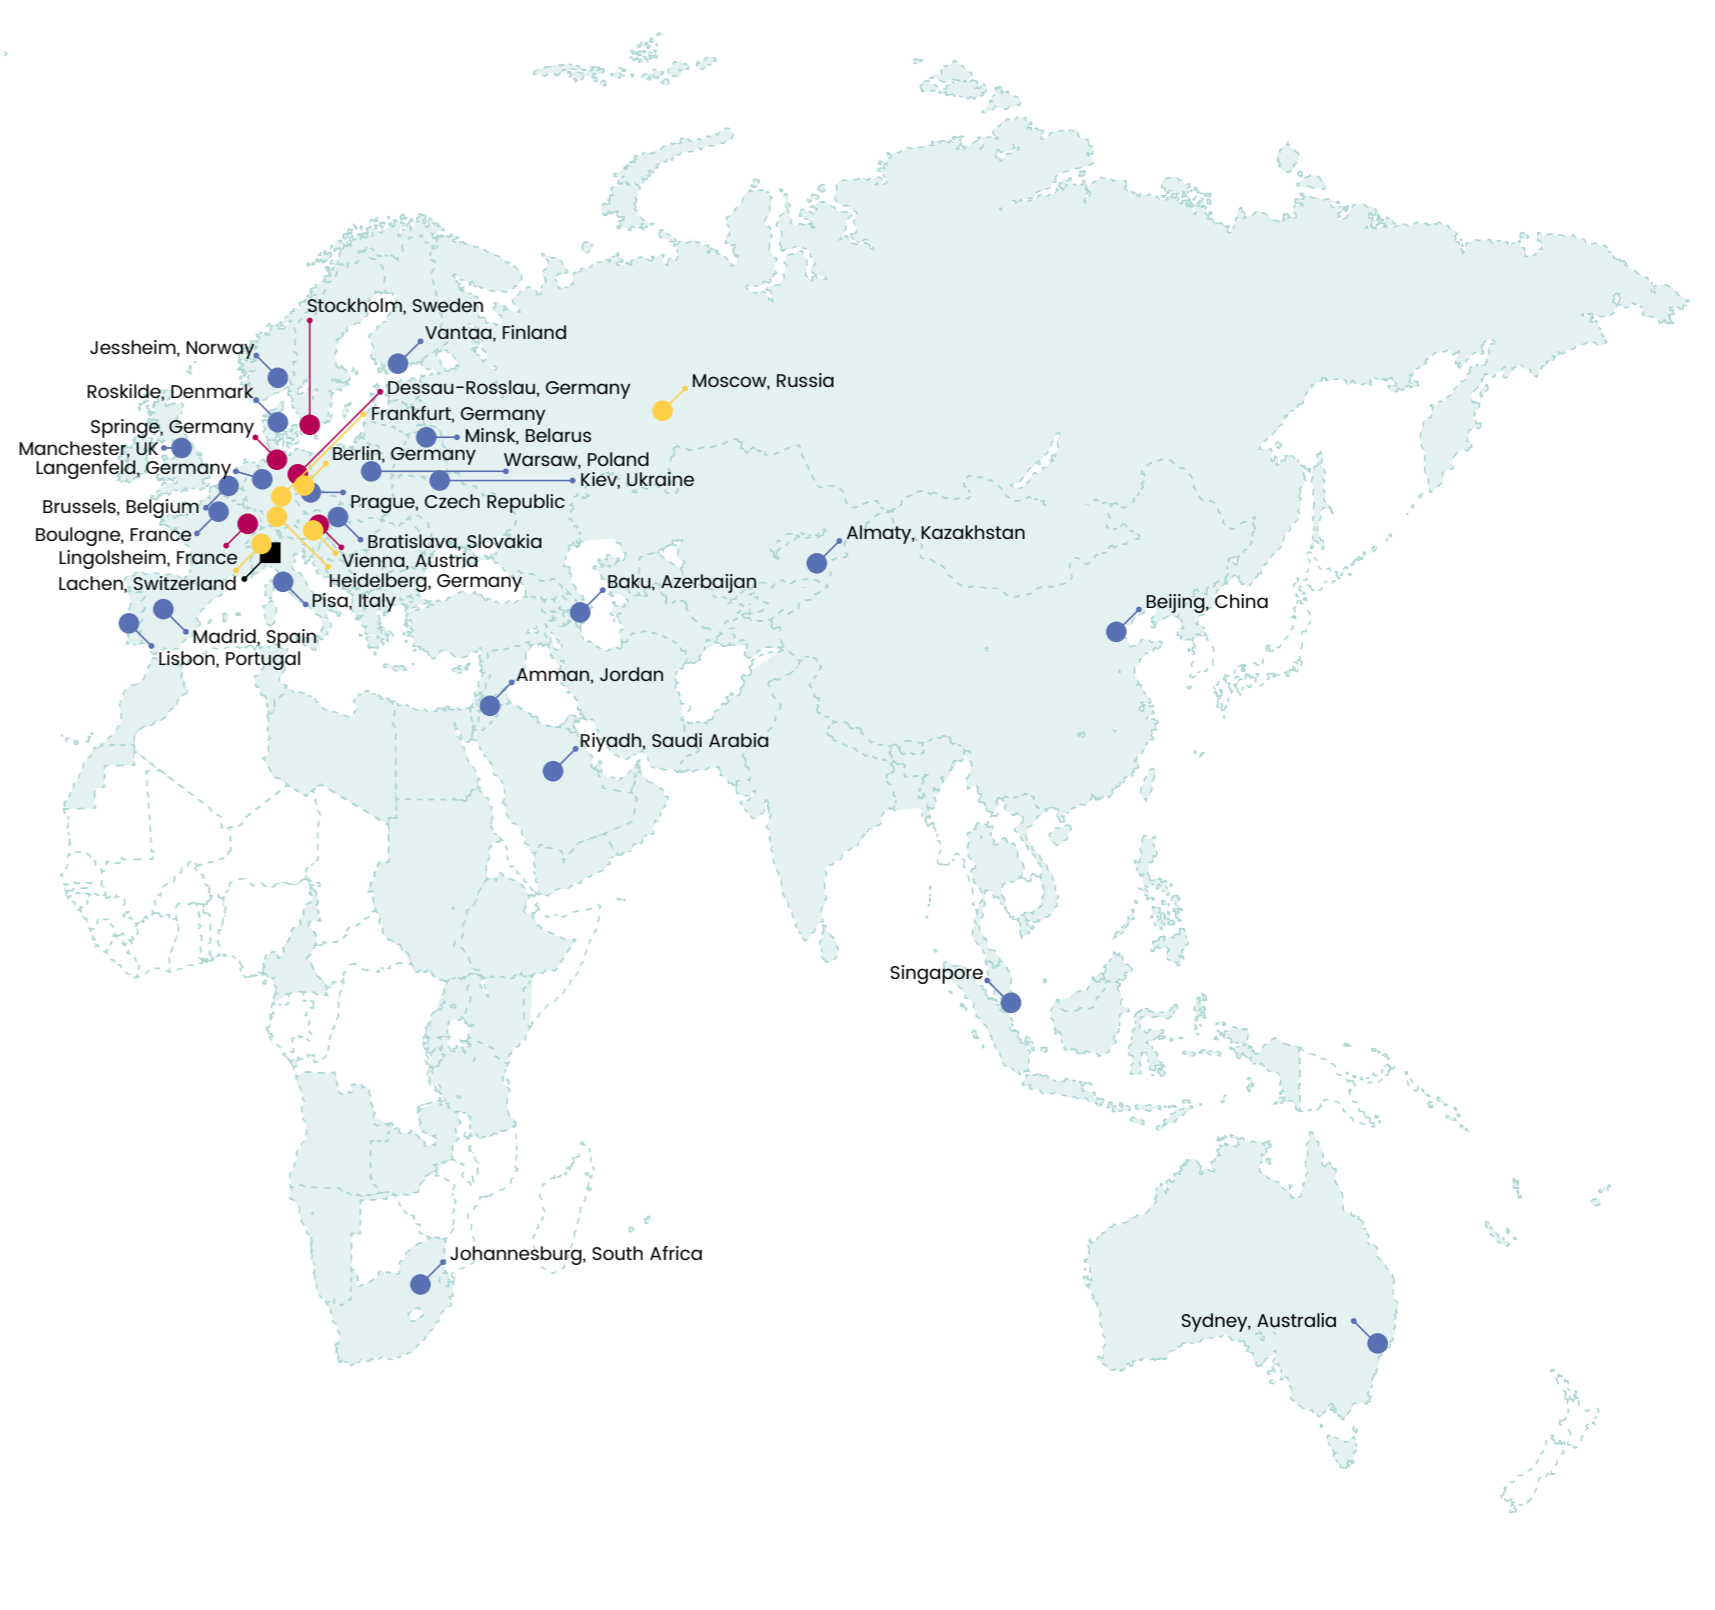 Stockholm, Sweden
Vantaa, Finland
Jessheim, Norway
Moscow, Russia
Dessau-Rosslau, Germany
Roskilde, Denmark
Frankfurt, Germany
Springe, Germany
Minsk, Belarus
Manchester, UK
Berlin, Germany
Warsaw, Poland
Langenfeld, Germany
Kiev, Ukraine
Prague, Czech Republic
Brussels, Belgium
Almaty, Kazakhstan
Boulogne, France
Bratislava, Slovakia
Lingolsheim, France
Vienna, Austria
Heidelberg, Germany
Baku, Azerbaijan
Lachen, Switzerland
Pisa, Italy
Beijing, China
Madrid, Spain
Lisbon, Portugal
Amman, Jordan
Riyadh, Saudi Arabia
Singapore
Johannesburg, South Africa
Sydney, Australia